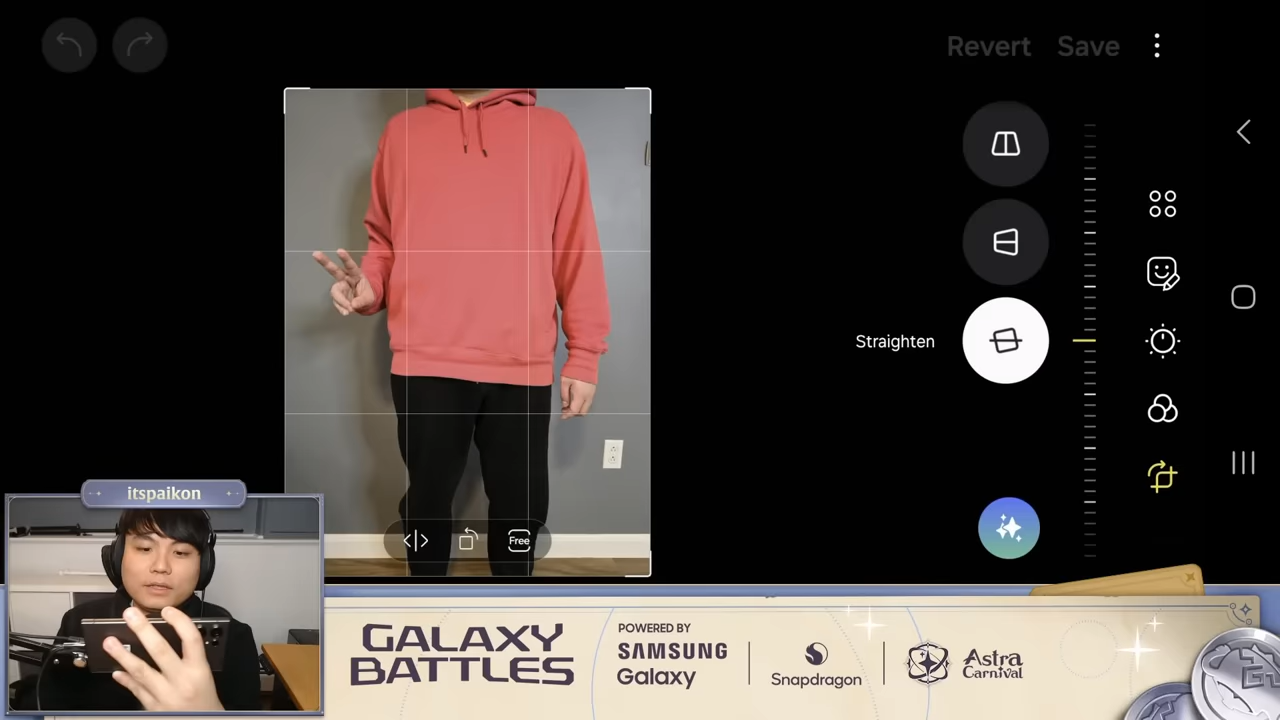 Revert Save
Straighten
Free
itspaikon
GALAXY
BATTLES
POWERED BY
SAMSUNG
Galaxy
Snapdragon
Astra
Carnival